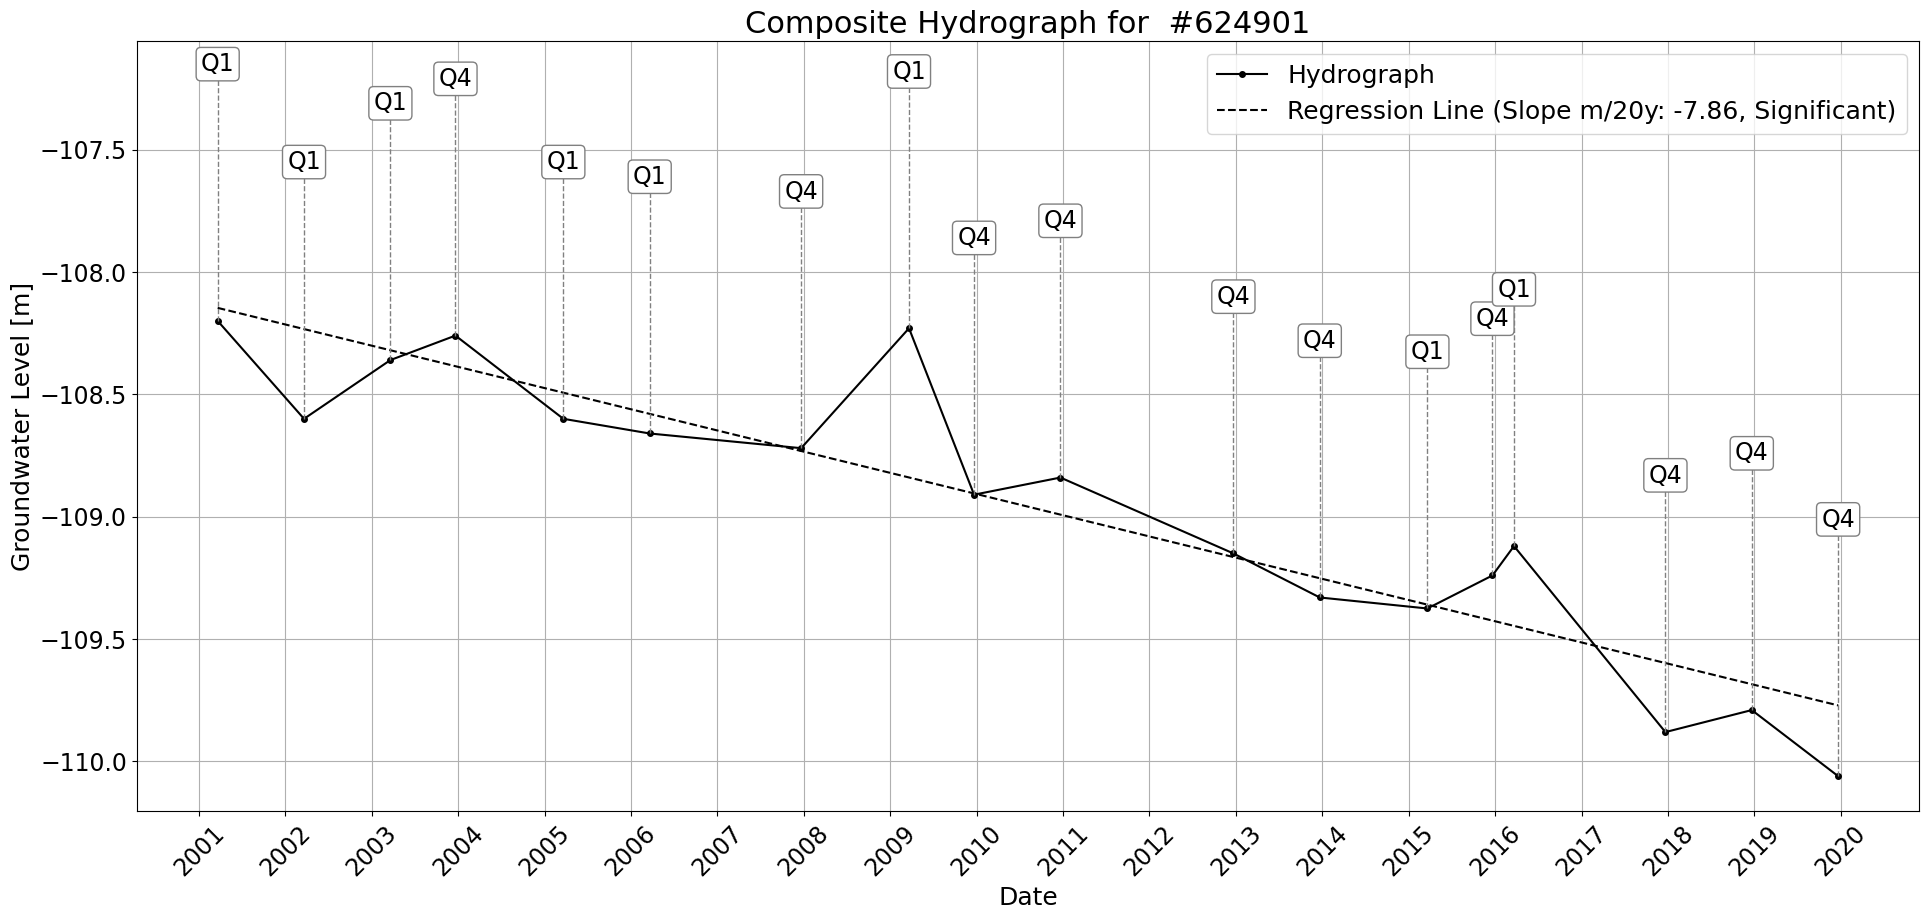 Composite Hydrograph for  #624901
Hydrograph
Regression Line (Slope m/20y: -7.86, Significant)
Q1
Q1
Q1
Q4
Q1
Q1
Q4
Q1
Q4
Q4
Q4
Q4
Q1
Q4
Q1
Q4
Q4
Q4
Groundwater Level [m]
−107.5
−108.0
−108.5
−109.0
−109.5
−110.0
2001
2002
2003
2004
2005
2006
2007
2008
2009
2010
2011
2012
2013
2014
2015
2016
2017
2018
2019
2020
Date